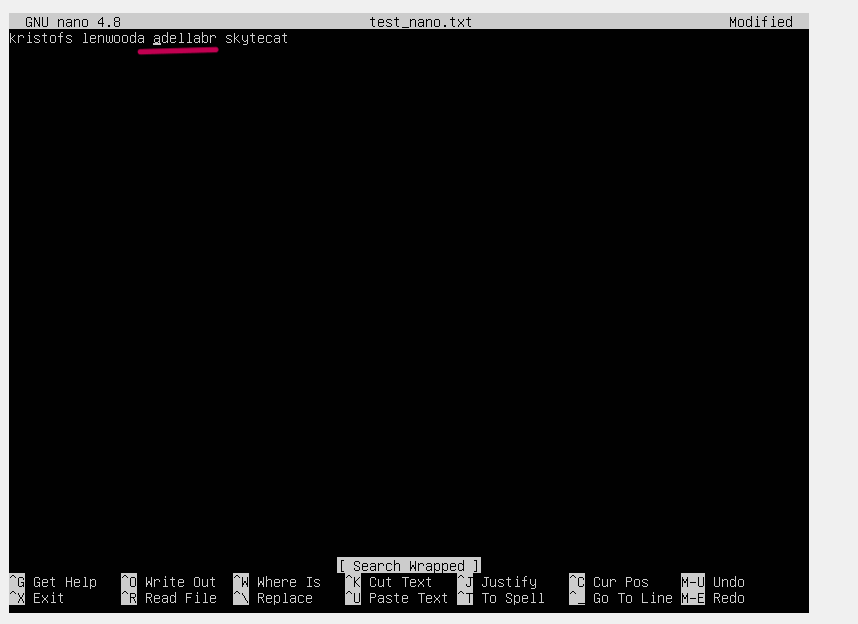 GNU nano 4.8 test_nano.txt Modified
kristofs lenwooda adellabr skytecat
[ Search Wrapped ]
^G Get Help ^O Write Out ^W Where Is ^K Cut Text ^J Justify ^C Cur Pos M-U Undo
^X Exit ^R Read File ^\ Replace ^U Paste Text ^T To Spell ^_ Go To Line M-E Redo